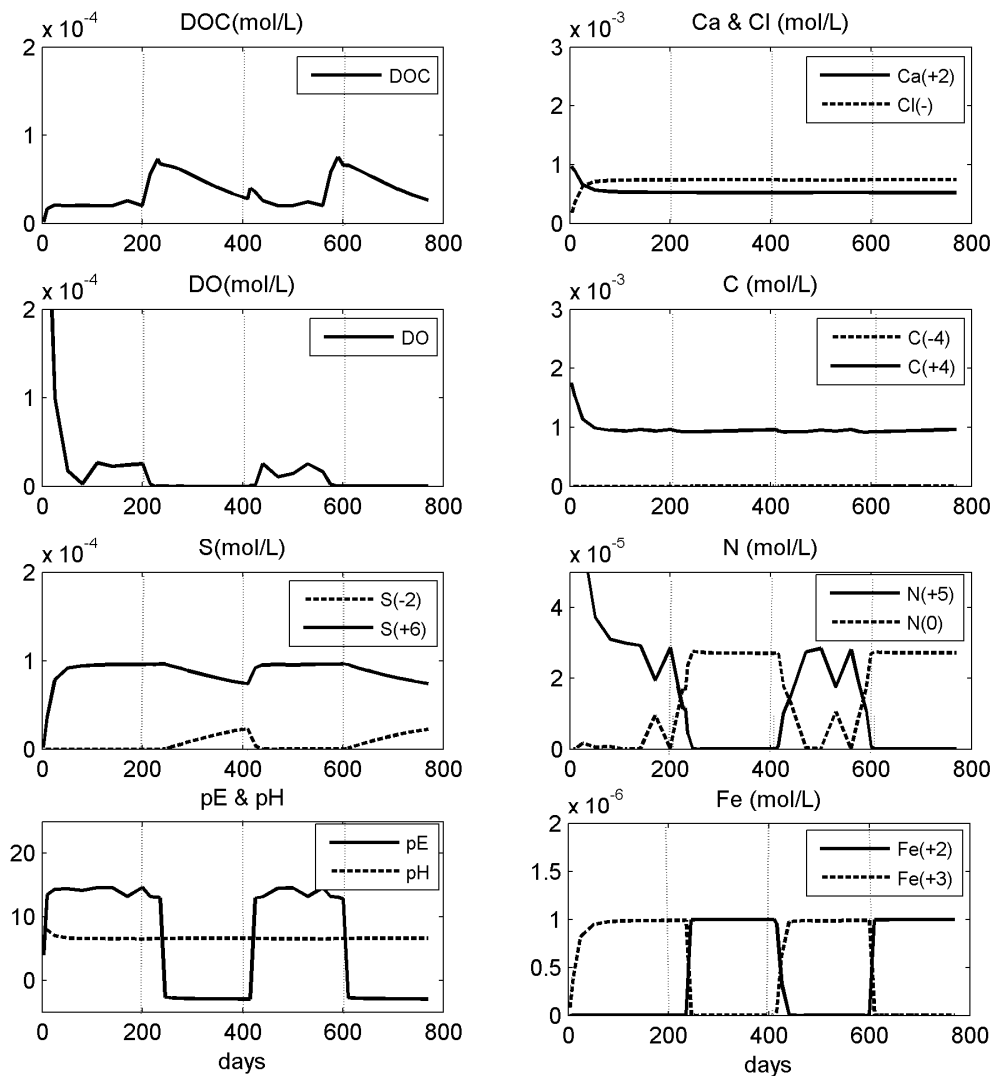 DOC(mol/L)
x 10-4
2
1
0
0 200 400 600 800
DOC
Ca & Cl (mol/L)
x 10-3
3
2
1
0
0 200 400 600 800
Ca(+2)
Cl(-)
DO(mol/L)
x 10-4
2
1
0
0 200 400 600 800
DO
C (mol/L)
x 10-3
3
2
1
0
0 200 400 600 800
C(-4)
C(+4)
S(mol/L)
x 10-4
2
1
0
0 200 400 600 800
S(-2)
S(+6)
N (mol/L)
x 10-5
4
2
0
0 200 400 600 800
N(+5)
N(0)
pE & pH
20
10
0
0 200 400 600 800
days
pE
pH
Fe (mol/L)
x 10-6
2
1.5
1
0.5
0
0 200 400 600 800
days
Fe(+2)
Fe(+3)